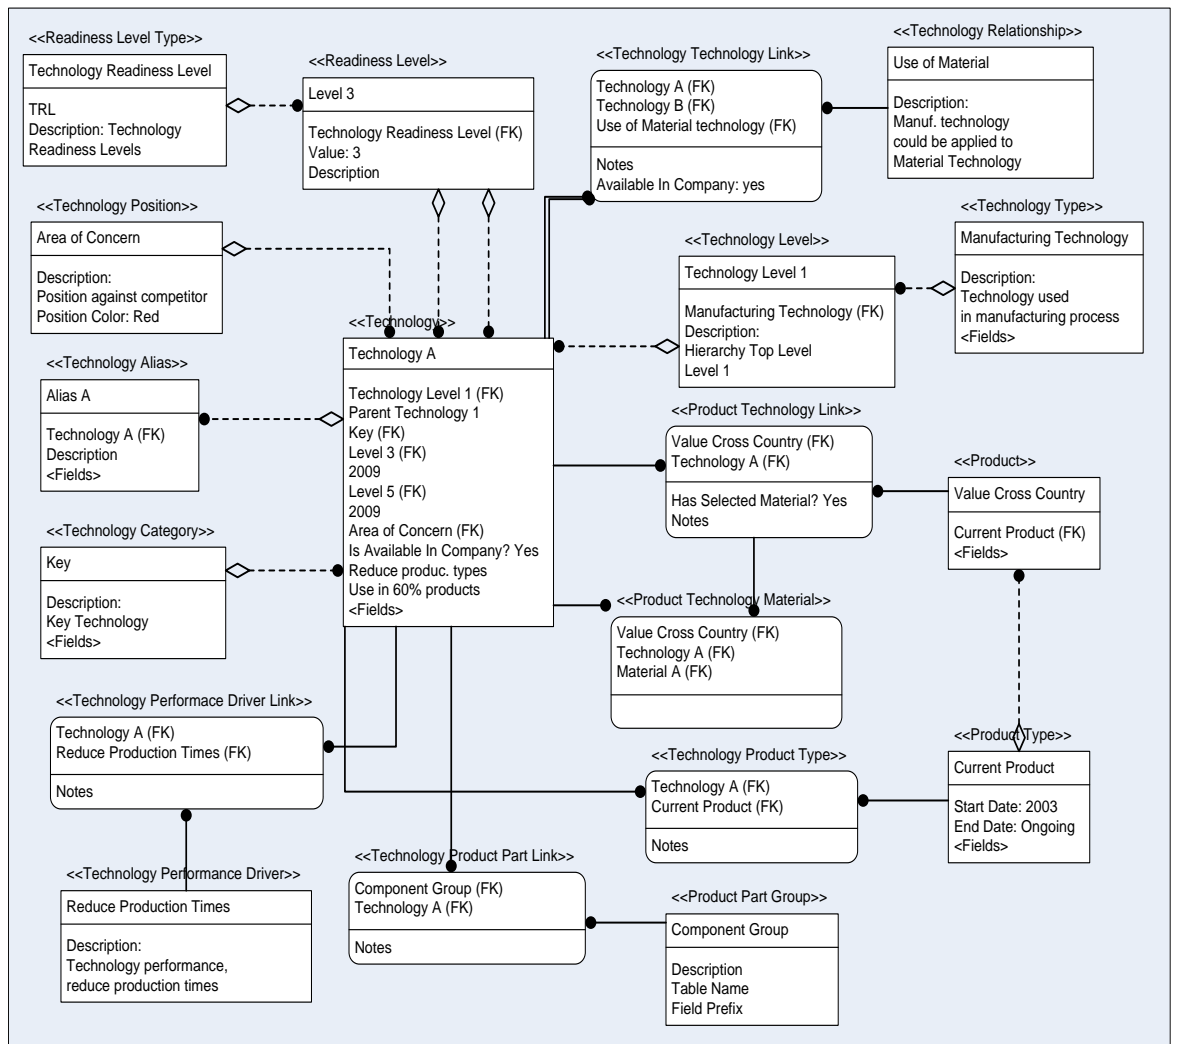 <<Readiness Level Type>>
Technology Readiness Level
TRL
Description: Technology
Readiness Levels
<<Readiness Level>>
Level 3
Technology Readiness Level (FK)
Value: 3
Description
<<Technology Technology Link>>
Technology A (FK)
Technology B (FK)
Use of Material technology (FK)
Notes
Available In Company: yes
<<Technology Relationship>>
Use of Material
Description:
Manuf. technology
could be applied to
Material Technology
<<Technology Position>>
Area of Concern
Description:
Position against competitor
Position Color: Red
<<Technology Level>>
Technology Level 1
Manufacturing Technology (FK)
Description:
Hierarchy Top Level
Level 1
<<Technology Type>>
Manufacturing Technology
Description:
Technology used
in manufacturing process
<Fields>
<<Technology>>
Technology A
Technology Level 1 (FK)
Parent Technology 1
Key (FK)
Level 3 (FK)
2009
Level 5 (FK)
2009
Area of Concern (FK)
Is Available In Company? Yes
Reduce produc. types
Use in 60% products
<Fields>
<<Technology Alias>>
Alias A
Technology A (FK)
Description
<Fields>
<<Product Technology Link>>
Value Cross Country (FK)
Technology A (FK)
Has Selected Material? Yes
Notes
<<Product>>
Value Cross Country
Current Product (FK)
<Fields>
<<Technology Category>>
Key
Description:
Key Technology
<Fields>
<<Product Technology Material>>
Value Cross Country (FK)
Technology A (FK)
Material A (FK)
<<Technology Performace Driver Link>>
Technology A (FK)
Reduce Production Times (FK)
Notes
<<Technology Product Type>>
Technology A (FK)
Current Product (FK)
Notes
<<Product Type>>
Current Product
Start Date: 2003
End Date: Ongoing
<Fields>
<<Technology Performance Driver>>
Reduce Production Times
Description:
Technology performance,
reduce production times
<<Technology Product Part Link>>
Component Group (FK)
Technology A (FK)
Notes
<<Product Part Group>>
Component Group
Description
Table Name
Field Prefix